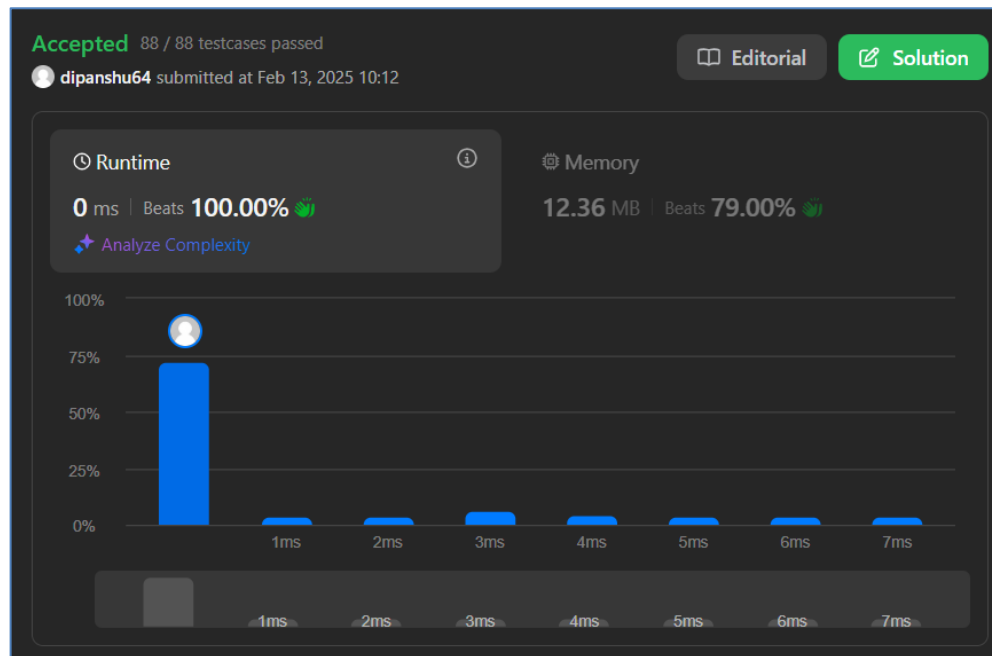 Accepted 88 / 88 testcases passed
dipanshu64 submitted at Feb 13, 2025 10:12
Editorial
Solution
Runtime
0 ms | Beats 100.00%
Analyze Complexity
Memory
12.36 MB | Beats 79.00%
100%
75%
50%
25%
0%
1ms 2ms 3ms 4ms 5ms 6ms 7ms
1ms 2ms 3ms 4ms 5ms 6ms 7ms